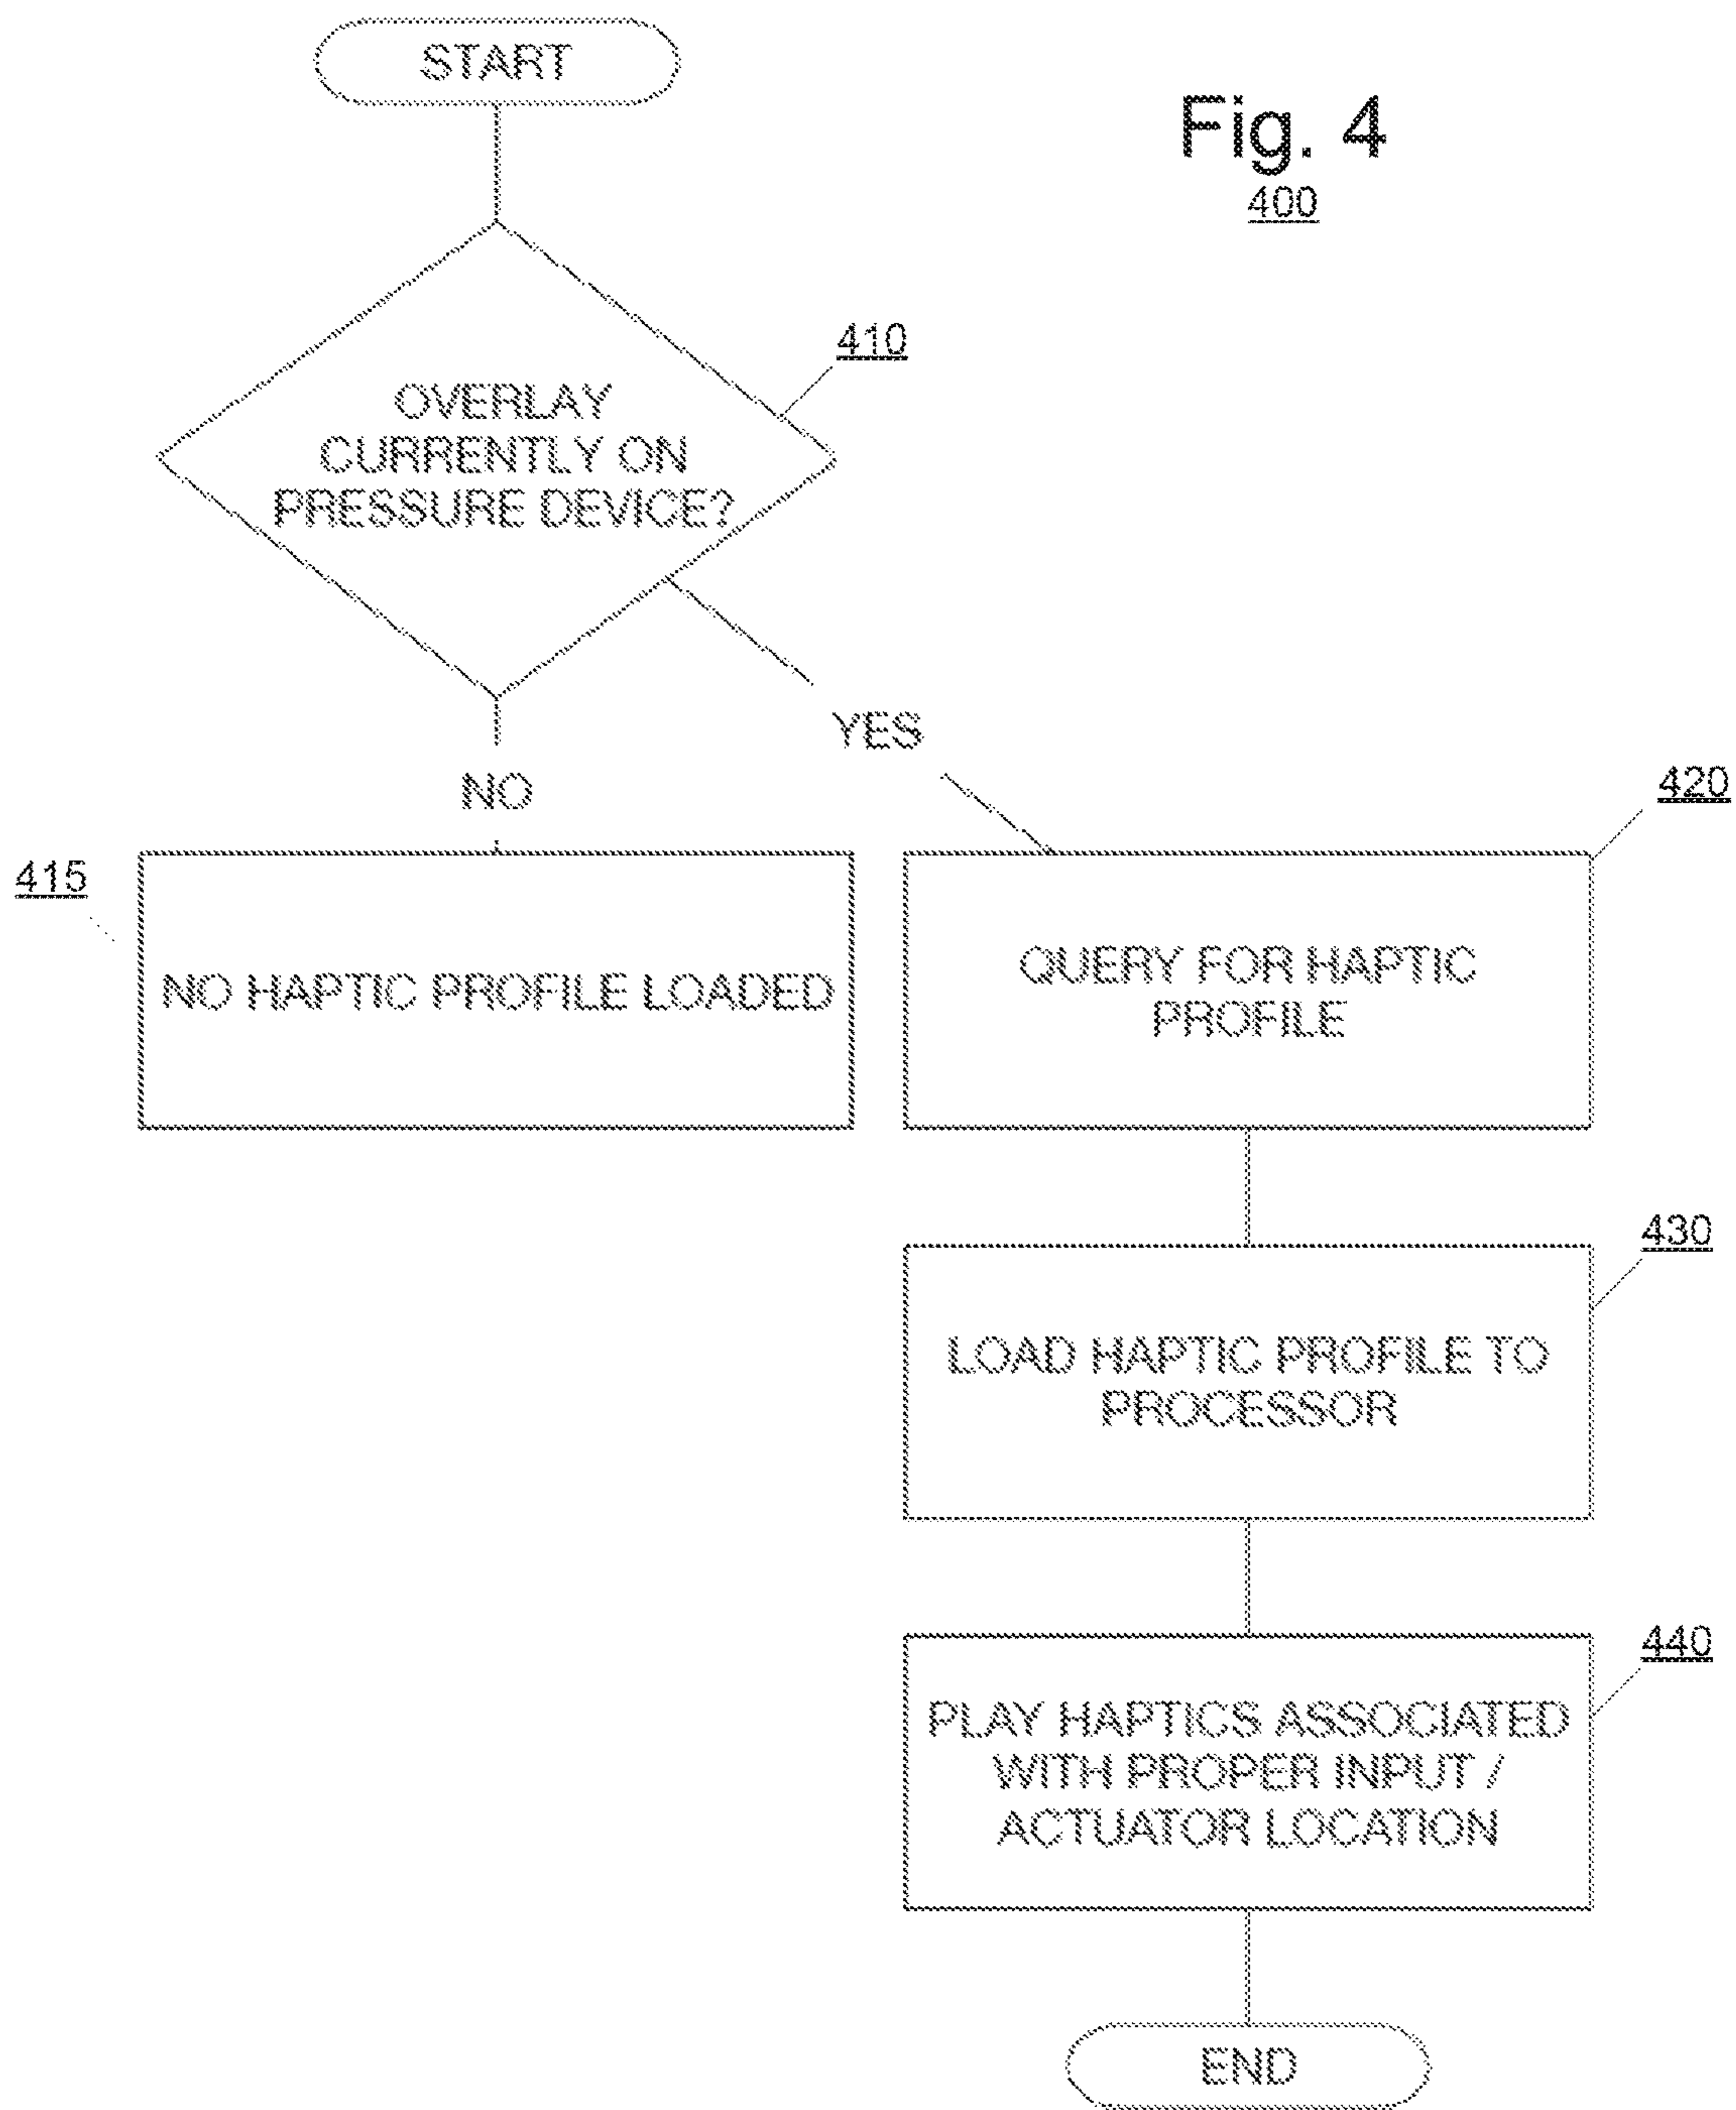 START
Fig. 4
400
410
OVERLAY
CURRENTLY ON
PRESSURE DEVICE?
YES
NO
420
415
NO HAPTIC PROFILE LOADED
QUERY FOR HAPTIC
PROFILE
430
LOAD HAPTIC PROFILE TO
PROCESSOR
440
PLAY HAPTICS ASSOCIATED
WITH PROPER INPUT /
ACTUATOR LOCATION
END